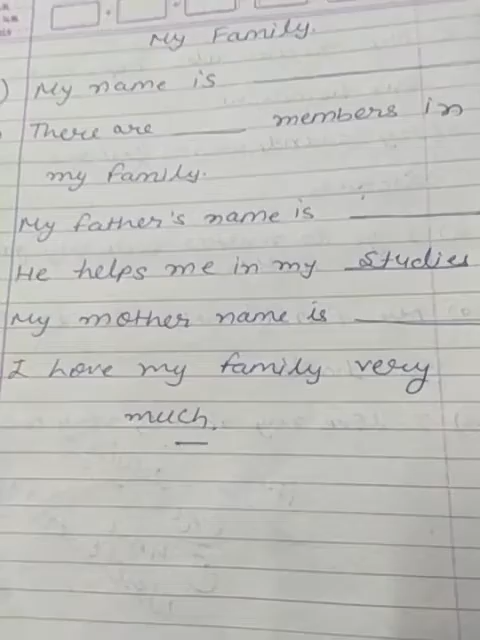 My Family.
) My name is ______
There are ____ members in
my family.
My father's name is ______
He helps me in my Studies
My mother name is ______
I love my family very
much.